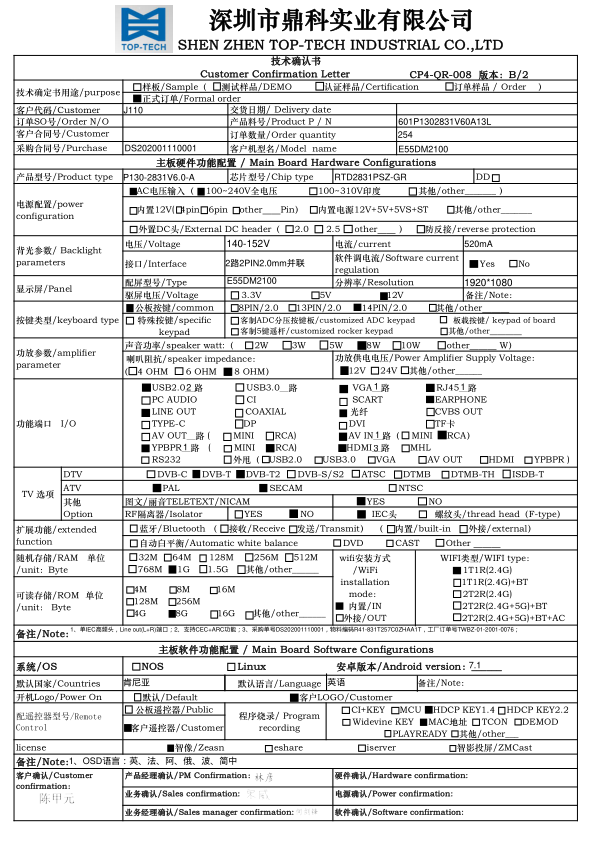 深圳市鼎科实业有限公司
TOP-TECH
SHEN ZHEN TOP-TECH INDUSTRIAL CO.,LTD
技术确认书
Customer Confirmation Letter CP4-QR-008 版本: B/2
技术确定书用途/purpose □样板/Sample ( □测试样品/DEMO □认证样品/Certification □订单样品 / Order )
■正式订单/Formal order
客户代码/Customer J110 交货日期/ Delivery date
订单SO号/Order N/O 产品料号/Product P / N 601P1302831V60A13L
客户合同号/Customer 订单数量/Order quantity 254
采购合同号/Purchase DS202001110001 客户机型名/Model name E55DM2100
主板硬件功能配置 / Main Board Hardware Configurations
产品型号/Product type P130-2831V6.0-A 芯片型号/Chip type RTD2831PSZ-GR DD□
电源配置/power configuration ■AC电压输入 ( ■100~240V全电压 □100~310V印度 □其他/other______ )
□内置12V(□4pin□6pin □other___Pin) □内置电源12V+5V+5VS+ST □其他/other______
□外置DC头/External DC header ( □2.0 □ 2.5 □other___ ) □防反接/reverse protection
背光参数/ Backlight parameters 电压/Voltage 140-152V 电流/current 520mA
接口/Interface 2路2PIN2.0mm并联 软件调电流/Software current regulation ■Yes □No
显示屏/Panel 配屏型号/Type E55DM2100 分辨率/Resolution 1920*1080
驱屏电压/Voltage □3.3V □5V ■12V 备注/Note:
按键类型/keyboard type ■公板按键/common □8PIN/2.0 □13PIN/2.0 ■14PIN/2.0 □其他/other_____
□ 特殊按键/specific keypad □客制ADC分压按键板/customized ADC keypad □ 板载按键/ keypad of board
□客制5键遥杆/customized rocker keypad □其他/other______
功放参数/amplifier parameter 声音功率/speaker watt: ( □2W □3W □5W ■8W □10W □other_____ W)
喇叭阻抗/speaker impedance: 功放供电电压/Power Amplifier Supply Voltage:
(□4 OHM □ 6 OHM ■8 OHM) ■12V □24V □其他/other_____
功能端口 I/O ■USB2.0 2 路 □USB3.0__路 ■ VGA 1 路 ■RJ45 1 路
□PC AUDIO □CI □ SCART ■EARPHONE
■LINE OUT □COAXIAL ■光纤 □CVBS OUT
□TYPE-C □DP □DVI □TF卡
□AV OUT__路 ( □MINI □RCA) ■AV IN 1 路 ( □MINI ■RCA)
■YPBPR 1 路 ( □MINI ■RCA) ■HDMI 3 路 □MHL
□RS232 □外甩 ( □USB2.0 □USB3.0 □VGA □AV OUT □HDMI □YPBPR )
TV 选项 DTV □DVB-C ■DVB-T ■DVB-T2 □DVB-S/S2 □ATSC □DTMB □DTMB-TH □ISDB-T
ATV ■PAL ■SECAM □NTSC
其他 Option 图文/丽音TELETEXT/NICAM ■YES □NO
RF隔离器/Isolator □YES ■NO ■ IEC头 □ 螺纹头/thread head (F-type)
扩展功能/extended function □蓝牙/Bluetooth ( □接收/Receive □发送/Transmit) ( □内置/built-in □外接/external)
□自动白平衡/Automatic white balance □DVD □CAST □Other _____
随机存储/RAM 单位/unit: Byte □32M □64M □128M □256M □512M
□768M ■1G □1.5G □其他/other_____
可读存储/ROM 单位/unit: Byte □4M □8M □16M
□128M □256M
□4G ■8G □16G □其他/other_____
wifi安装方式/WiFi installation mode:
■ 内置/IN
□外接/OUT
WIFI类型/WIFI type:
■1T1R(2.4G)
□1T1R(2.4G)+BT
□2T2R(2.4G)
□2T2R(2.4G+5G)+BT
□2T2R(2.4G+5G)+BT+AC
备注/Note: 1、单IEC高频头，Line out(L+R)端口；2、支持CEC+ARC功能；3、采购单号DS202001110001，物料编码R41-831T257C0ZHAA1T，工厂订单号TWBZ-01-2001-0076；
主板软件功能配置 / Main Board Software Configurations
系统/OS □NOS □Linux 安卓版本/Android version: 7.1
默认国家/Countries 肯尼亚 默认语言/Language 英语 备注/Note:
开机Logo/Power On □默认/Default ■客户LOGO/Customer
配遥控器型号/Remote Control □ 公板遥控器/Public
■客户遥控器/Customer
程序烧录/ Program recording □CI+KEY □MCU ■HDCP KEY1.4 □HDCP KEY2.2
□Widevine KEY ■MAC地址 □TCON □DEMOD
□PLAYREADY □其他/other___
license ■智像/Zeasn □eshare □iserver □智影投屏/ZMCast
备注/Note: 1、OSD语言：英、法、阿、俄、波、简中
客户确认/Customer confirmation: 陈甲元
产品经理确认/PM Confirmation: 林彦 硬件确认/Hardware confirmation:
业务确认/Sales confirmation: 电源确认/Power confirmation:
业务经理确认/Sales manager confirmation: 软件确认/Software confirmation: